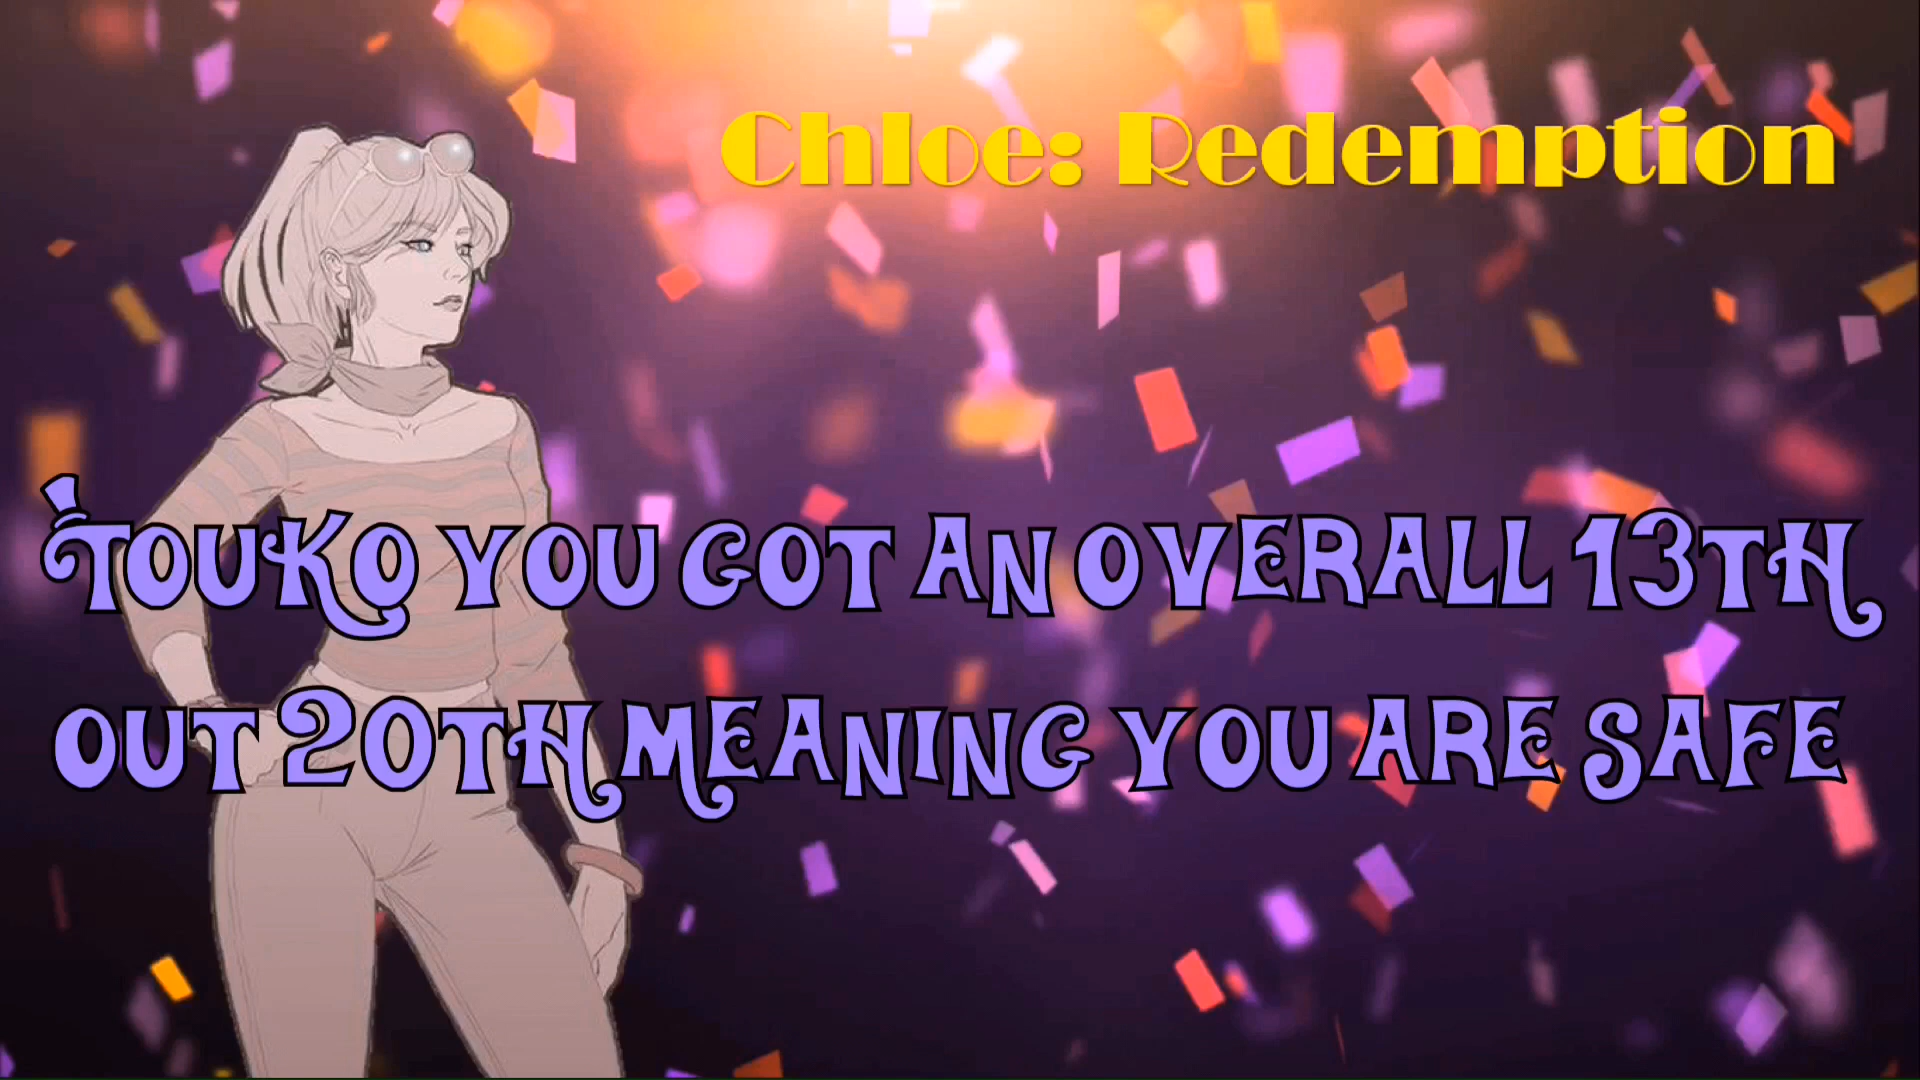 Chloe: Redemption
Touko you got an overall 13th
out 20th meaning you are safe